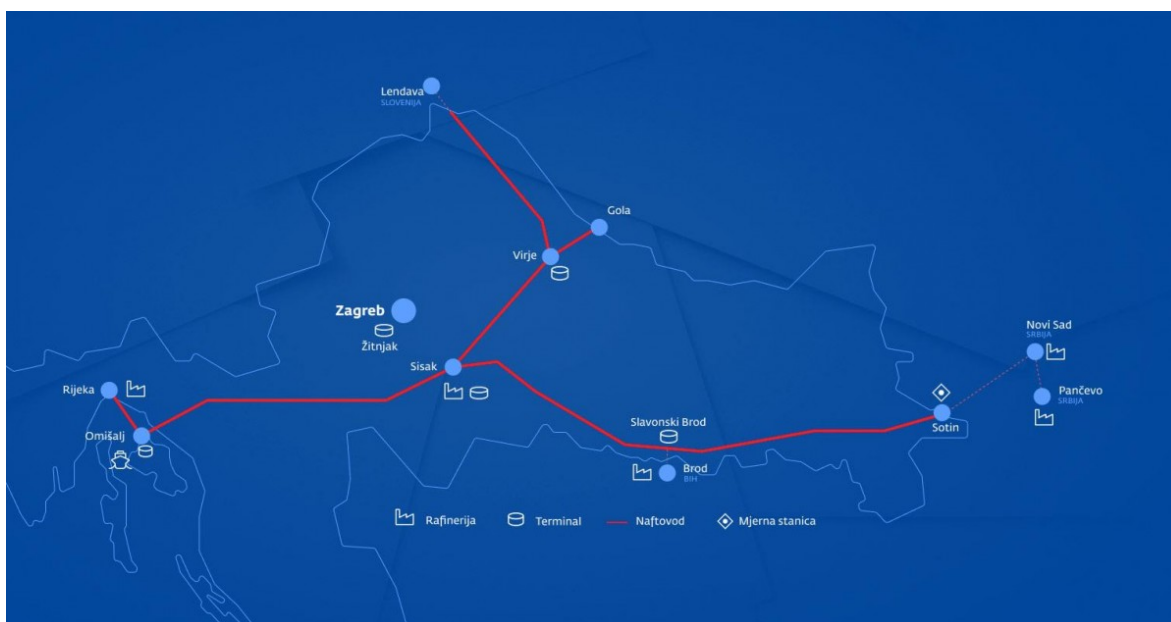 Lendava
SLOVENIJA
Gola
Virje
Zagreb
Žitnjak
Sisak
Novi Sad
SRBIJA
Rijeka
Pančevo
SRBIJA
Omišalj
Slavonski Brod
Sotin
Brod
BIH
Rafinerija
Terminal
Naftovod
Mjerna stanica